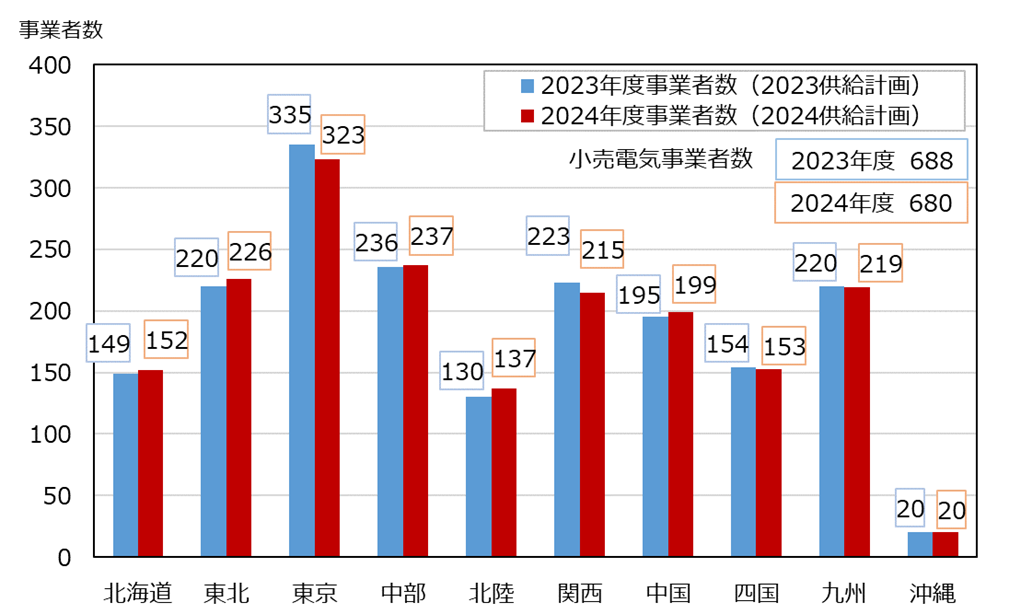 事業者数
400
350
300
250
200
150
100
50
0
2023年度事業者数（2023供給計画）
2024年度事業者数（2024供給計画）
小売電気事業者数
2023年度 688
2024年度 680
149 152
220 226
335 323
236 237
130 137
223 215
195 199
154 153
220 219
20 20
北海道 東北 東京 中部 北陸 関西 中国 四国 九州 沖縄